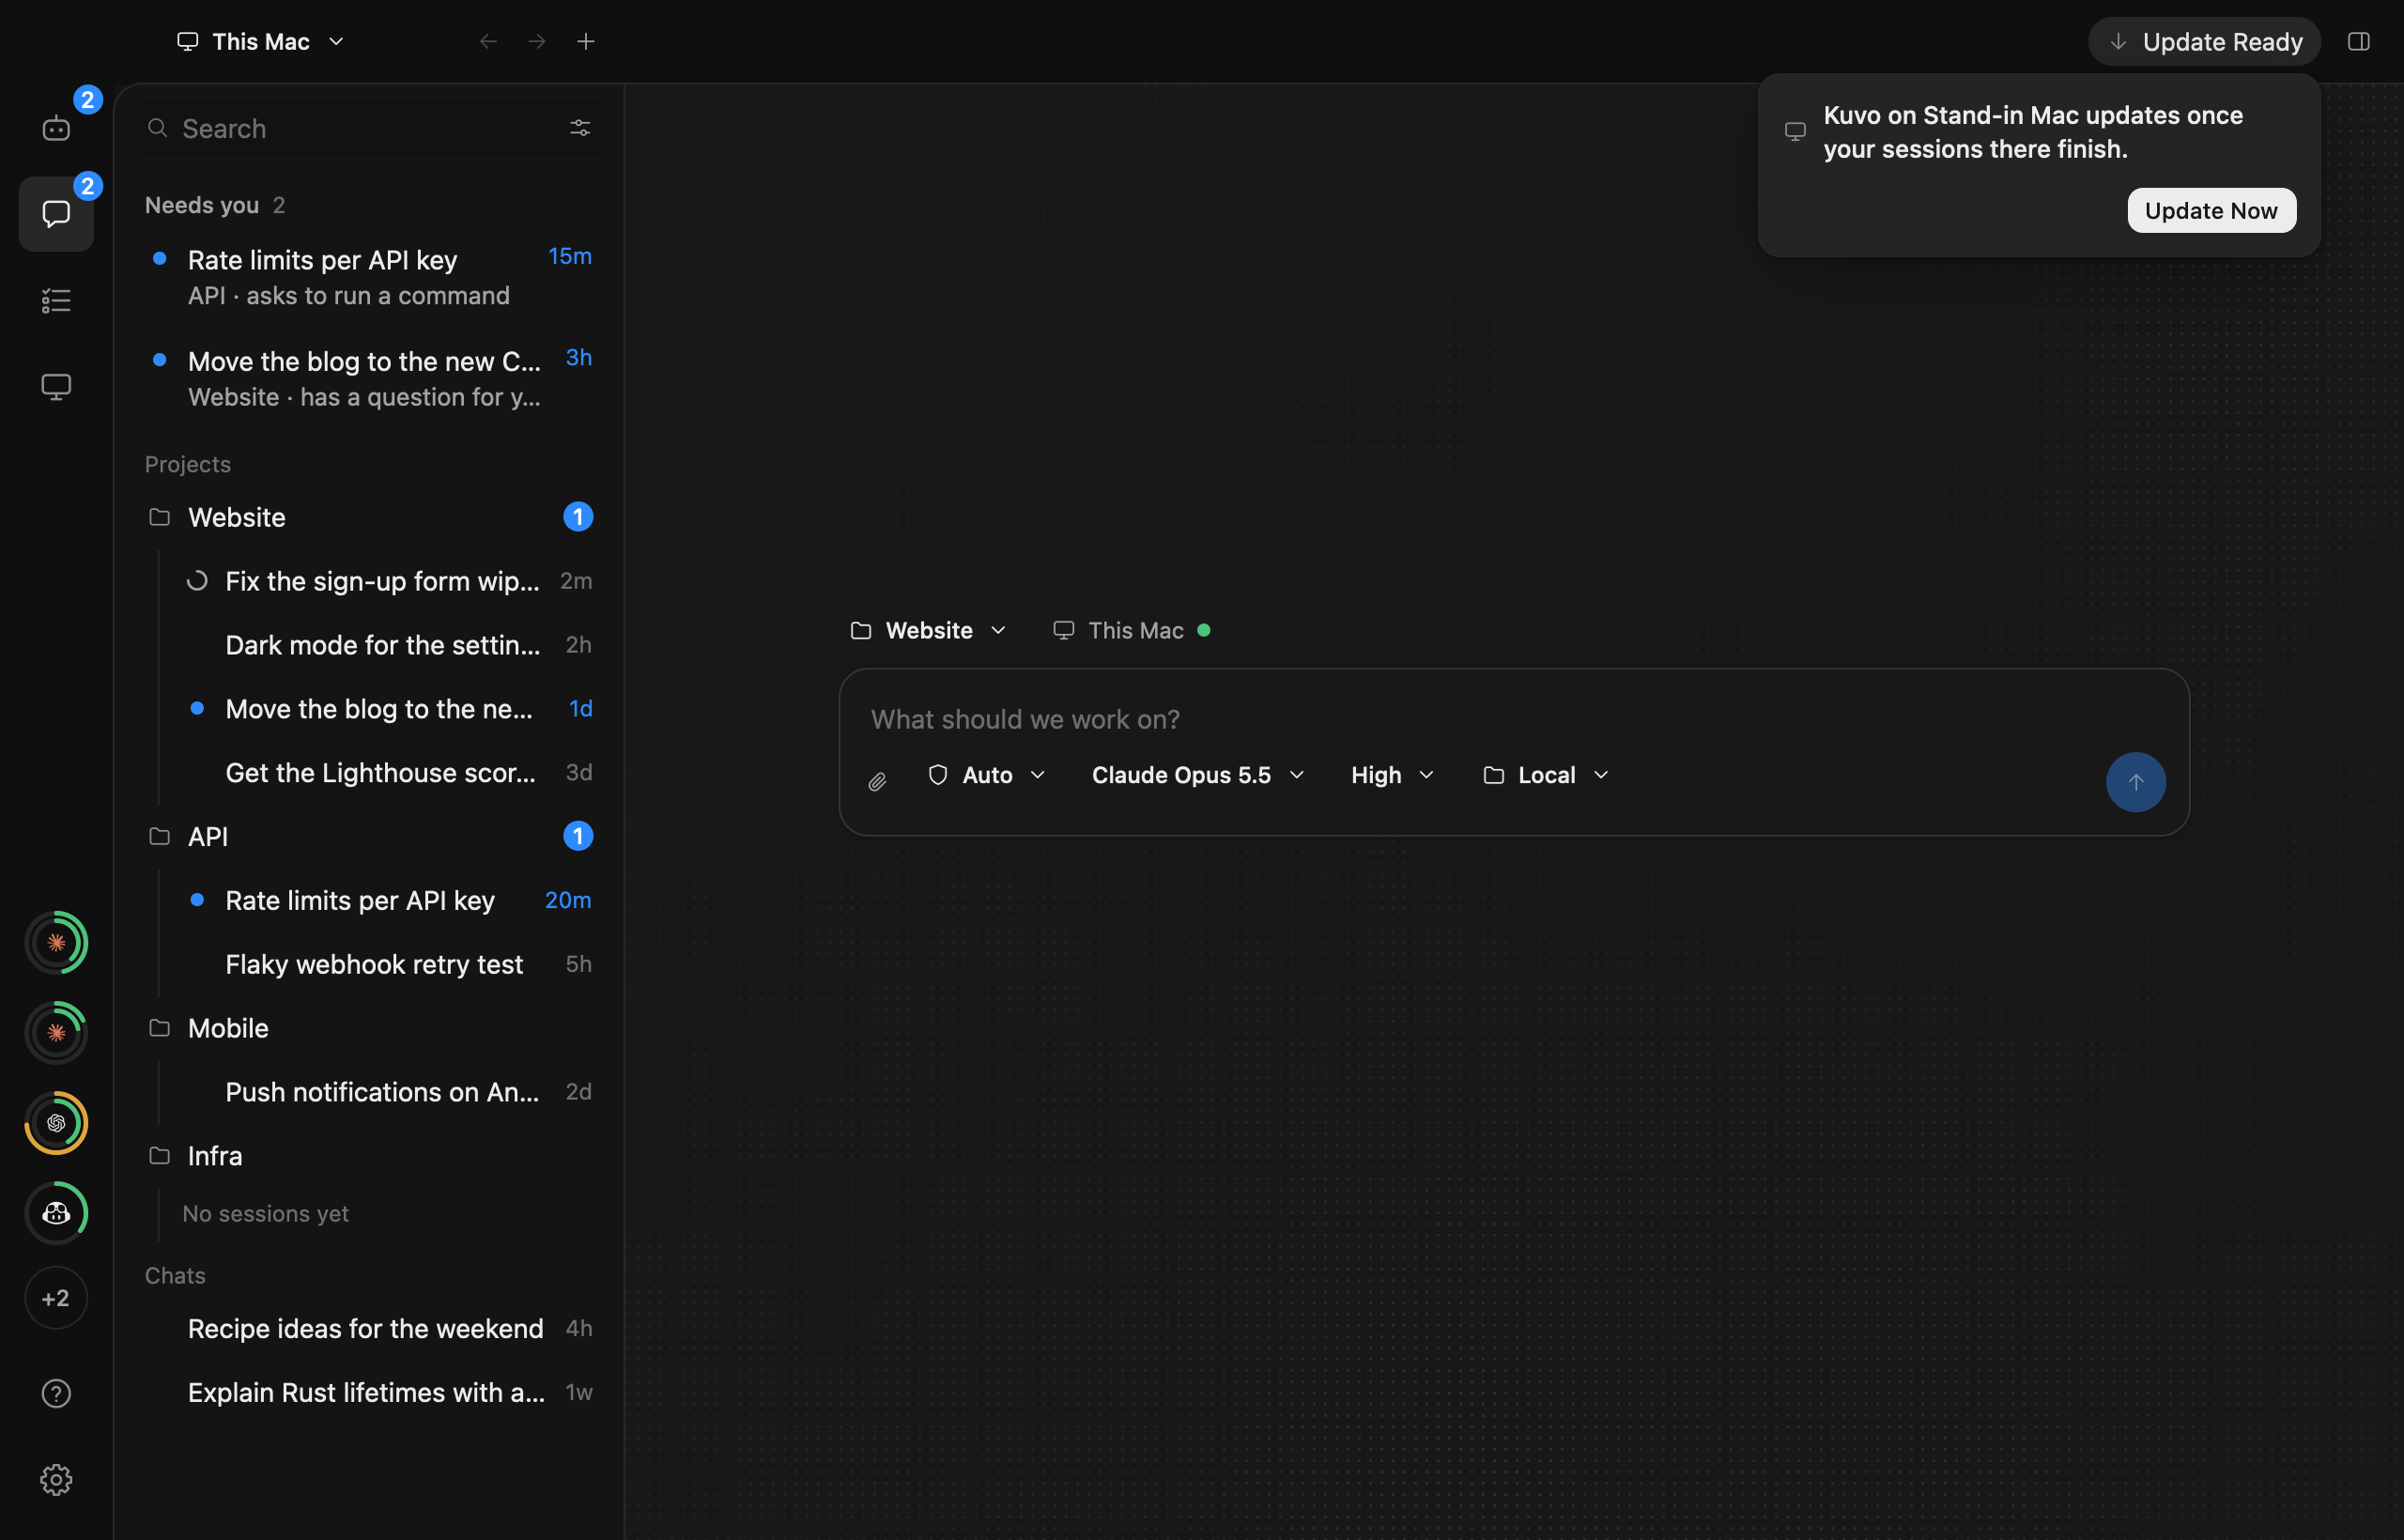 This Mac
Update Ready
2
2
Search
Kuvo on Stand-in Mac updates once
your sessions there finish.
Update Now
Needs you 2
Rate limits per API key 15m
API · asks to run a command
Move the blog to the new C... 3h
Website · has a question for y...
Projects
Website 1
Fix the sign-up form wip... 2m
Dark mode for the settin... 2h
Move the blog to the ne... 1d
Get the Lighthouse scor... 3d
API 1
Rate limits per API key 20m
Flaky webhook retry test 5h
Mobile
Push notifications on An... 2d
Infra
No sessions yet
Chats
Recipe ideas for the weekend 4h
Explain Rust lifetimes with a... 1w
+2
Website This Mac
What should we work on?
Auto Claude Opus 5.5 High Local